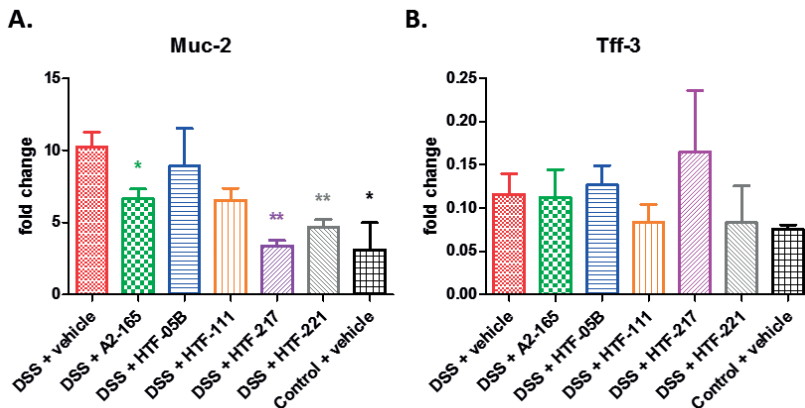 A.
Muc-2
fold change
15
10
5
0
*
**
**
*
DSS + vehicle
DSS + A2-165
DSS + HTF-05B
DSS + HTF-111
DSS + HTF-217
DSS + HTF-221
Control + vehicle
B.
Tff-3
fold change
0.25
0.20
0.15
0.10
0.05
0.00
DSS + vehicle
DSS + A2-165
DSS + HTF-05B
DSS + HTF-111
DSS + HTF-217
DSS + HTF-221
Control + vehicle